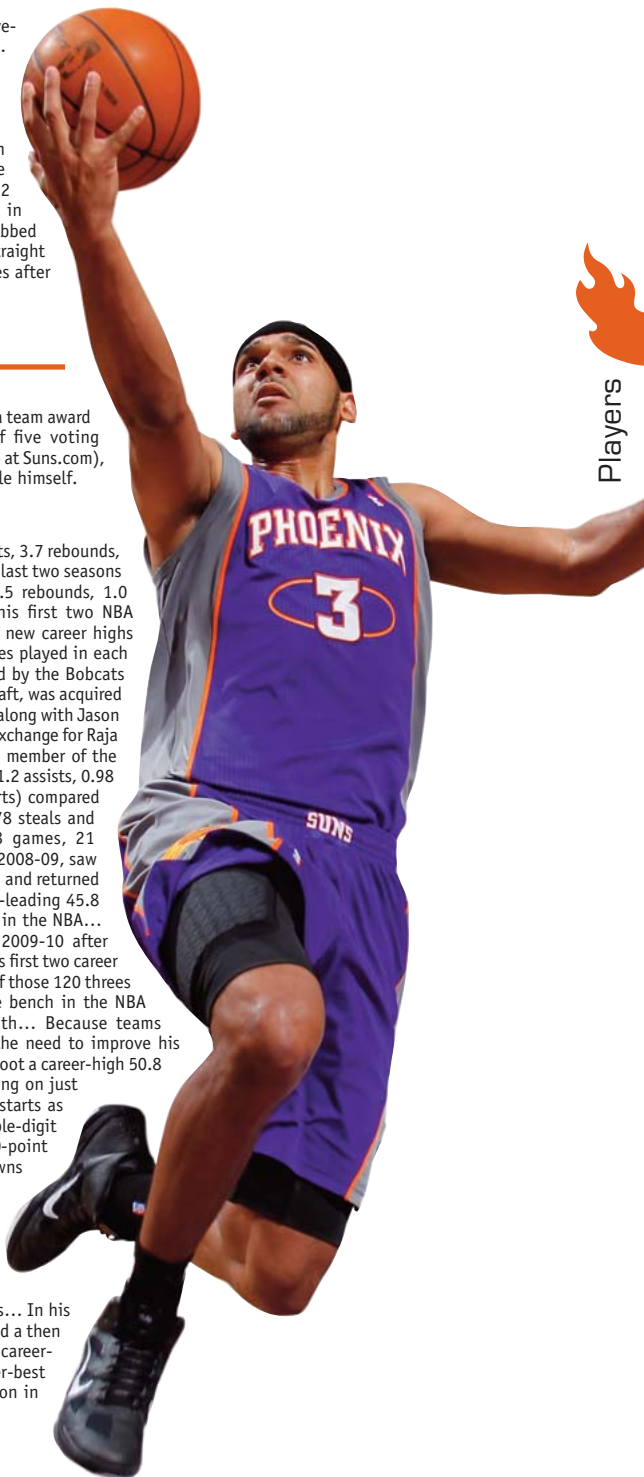 ve-
.
n
e
2
in
bbed
traight
es after
a team award
f five voting
at Suns.com),
le himself.
ts, 3.7 rebounds,
last two seasons
.5 rebounds, 1.0
his first two NBA
new career highs
es played in each
d by the Bobcats
aft, was acquired
along with Jason
xchange for Raja
member of the
1.2 assists, 0.98
rts) compared
78 steals and
3 games, 21
2008-09, saw
and returned
-leading 45.8
in the NBA…
2009-10 after
s first two career
f those 120 threes
e bench in the NBA
th… Because teams
the need to improve his
oot a career-high 50.8
ng on just
starts as
ble-digit
0-point
wns
s… In his
d a then
career-
er-best
on in
Players
PHOENIX
3
SUNS